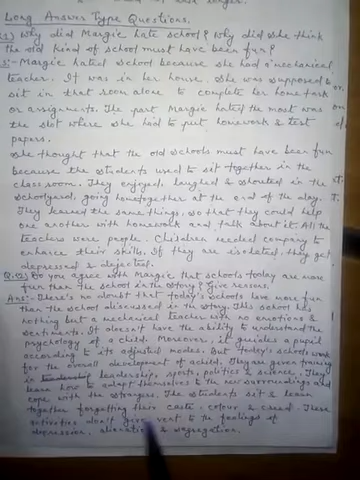 Long Answer Type Questions.
Why did Margie hate school? Why did she think
the old kind of school must have been fun?
:- Margie hated school because she had a mechanical
teacher. It was in her house. She was supposed to
sit in that room alone to complete her home task
or assignments. The part Margie hated the most was
the slot where she had to put homework & test
papers.
She thought that the old schools must have been fun
because the students used to sit together in the
classroom. They enjoyed, laughed & shouted in the
schoolyard, going home together at the end of the day.
They learned the same things, so that they could help
one another with homework and talk about it. All the
teachers were people. Children needed company to
enhance their skills. If they are isolated, they get
depressed & dejected.
Do you agree with Margie that schools today are more
fun than the school in the story? Give reasons.
Ans:- There's no doubt that today's schools have more fun
than the school discussed in the story. This school has
nothing but a mechanical teacher with no emotions &
sentiments. It doesn't have the ability to understand the
psychology of a child. Moreover, it guides a pupil
according to its adjusted modes. But today's schools work
for the overall development of a child. They are given training
in leadership, sports, politics & science. They
learn how to adapt themselves to the new surroundings and
cope with the strangers. The students sit & learn
together forgetting their caste, colour & creed. These
activities don't give vent to the feelings of
depression, alienation & segregation.